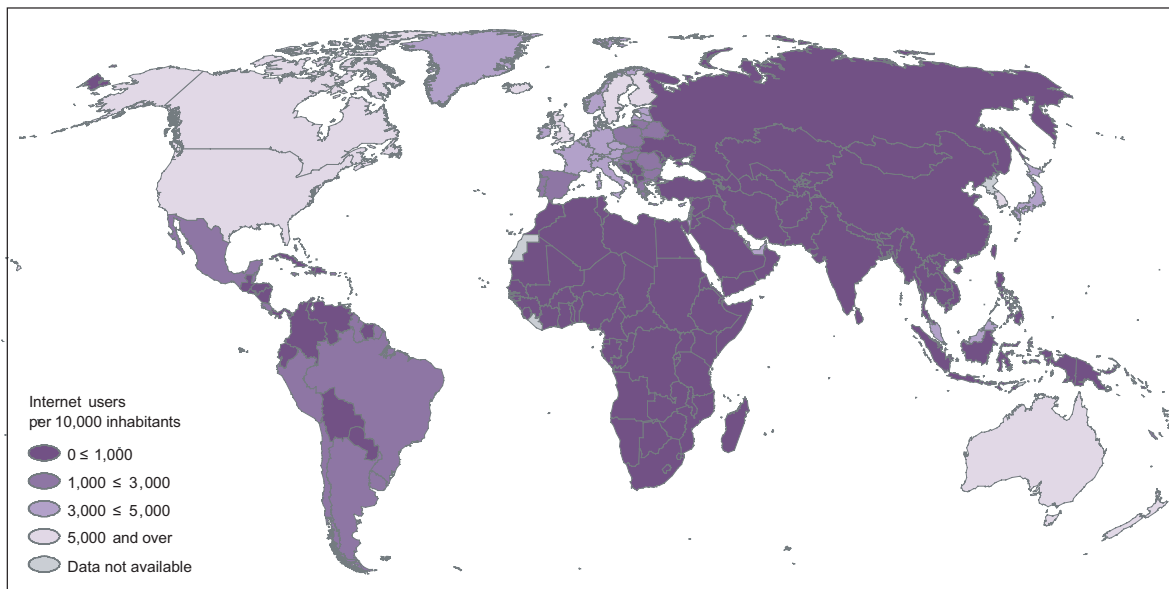 Internet users
per 10,000 inhabitants
0 ≤ 1,000
1,000 ≤ 3,000
3,000 ≤ 5,000
5,000 and over
Data not available